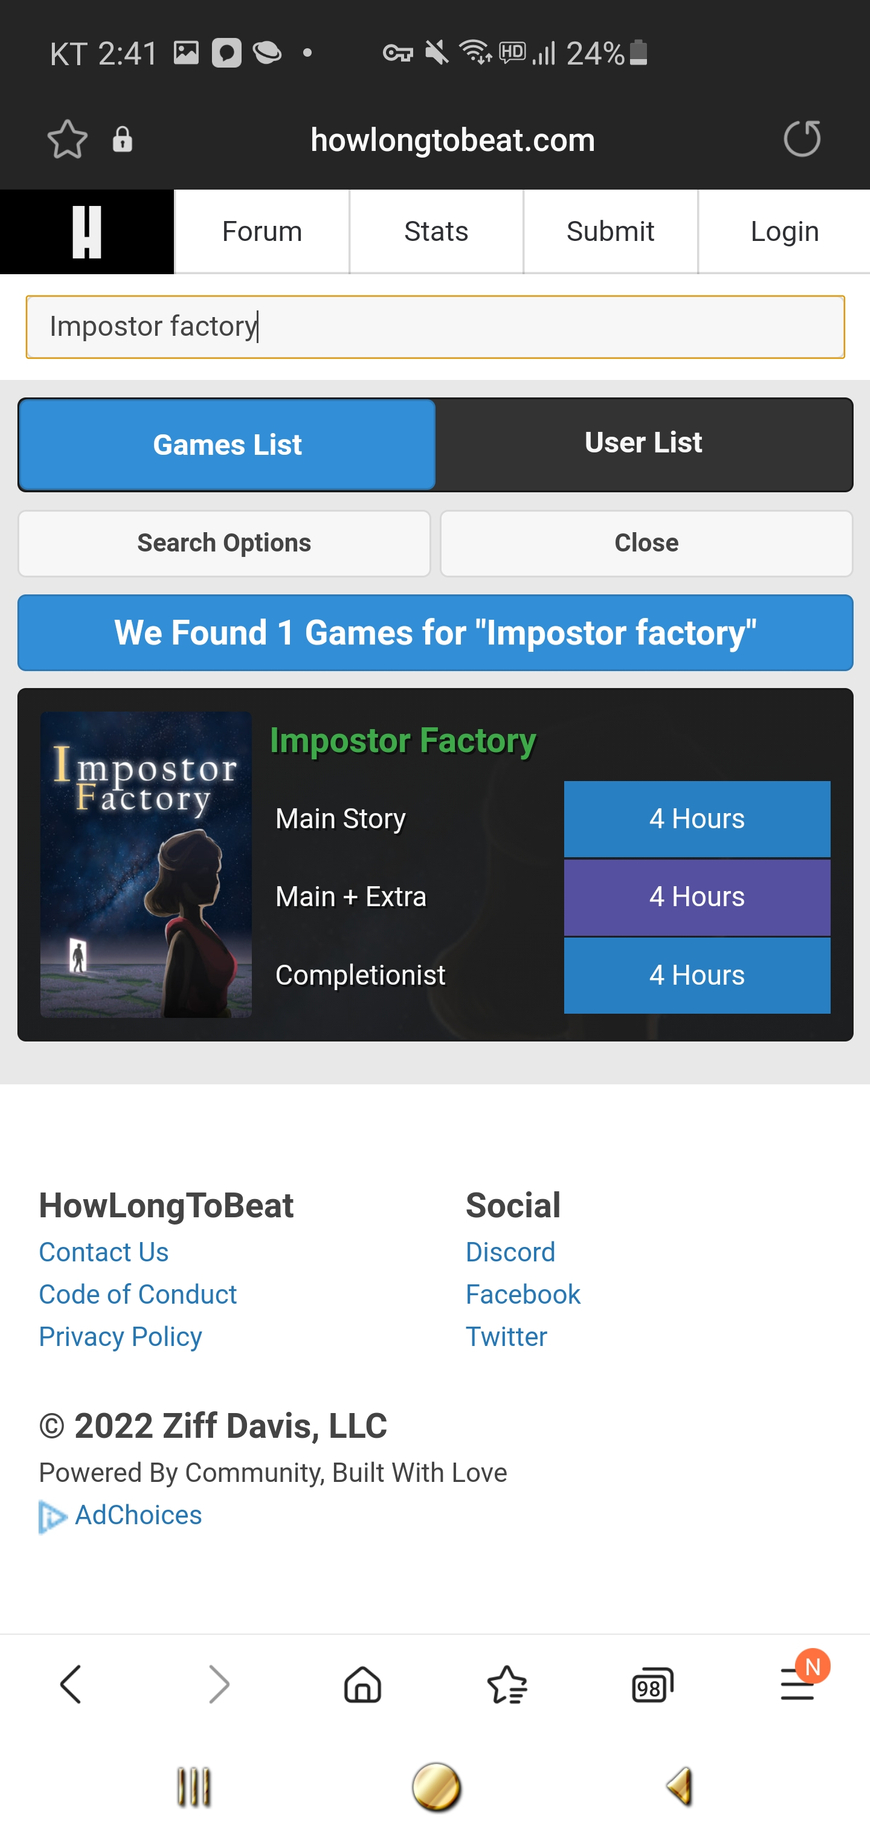 KT 2:41 HD 24%
howlongtobeat.com
H Forum Stats Submit Login
Impostor factory
Games List User List
Search Options Close
We Found 1 Games for "Impostor factory"
Impostor
Factory
Impostor Factory
Main Story 4 Hours
Main + Extra 4 Hours
Completionist 4 Hours
HowLongToBeat
Contact Us
Code of Conduct
Privacy Policy
Social
Discord
Facebook
Twitter
© 2022 Ziff Davis, LLC
Powered By Community, Built With Love
AdChoices
98 N